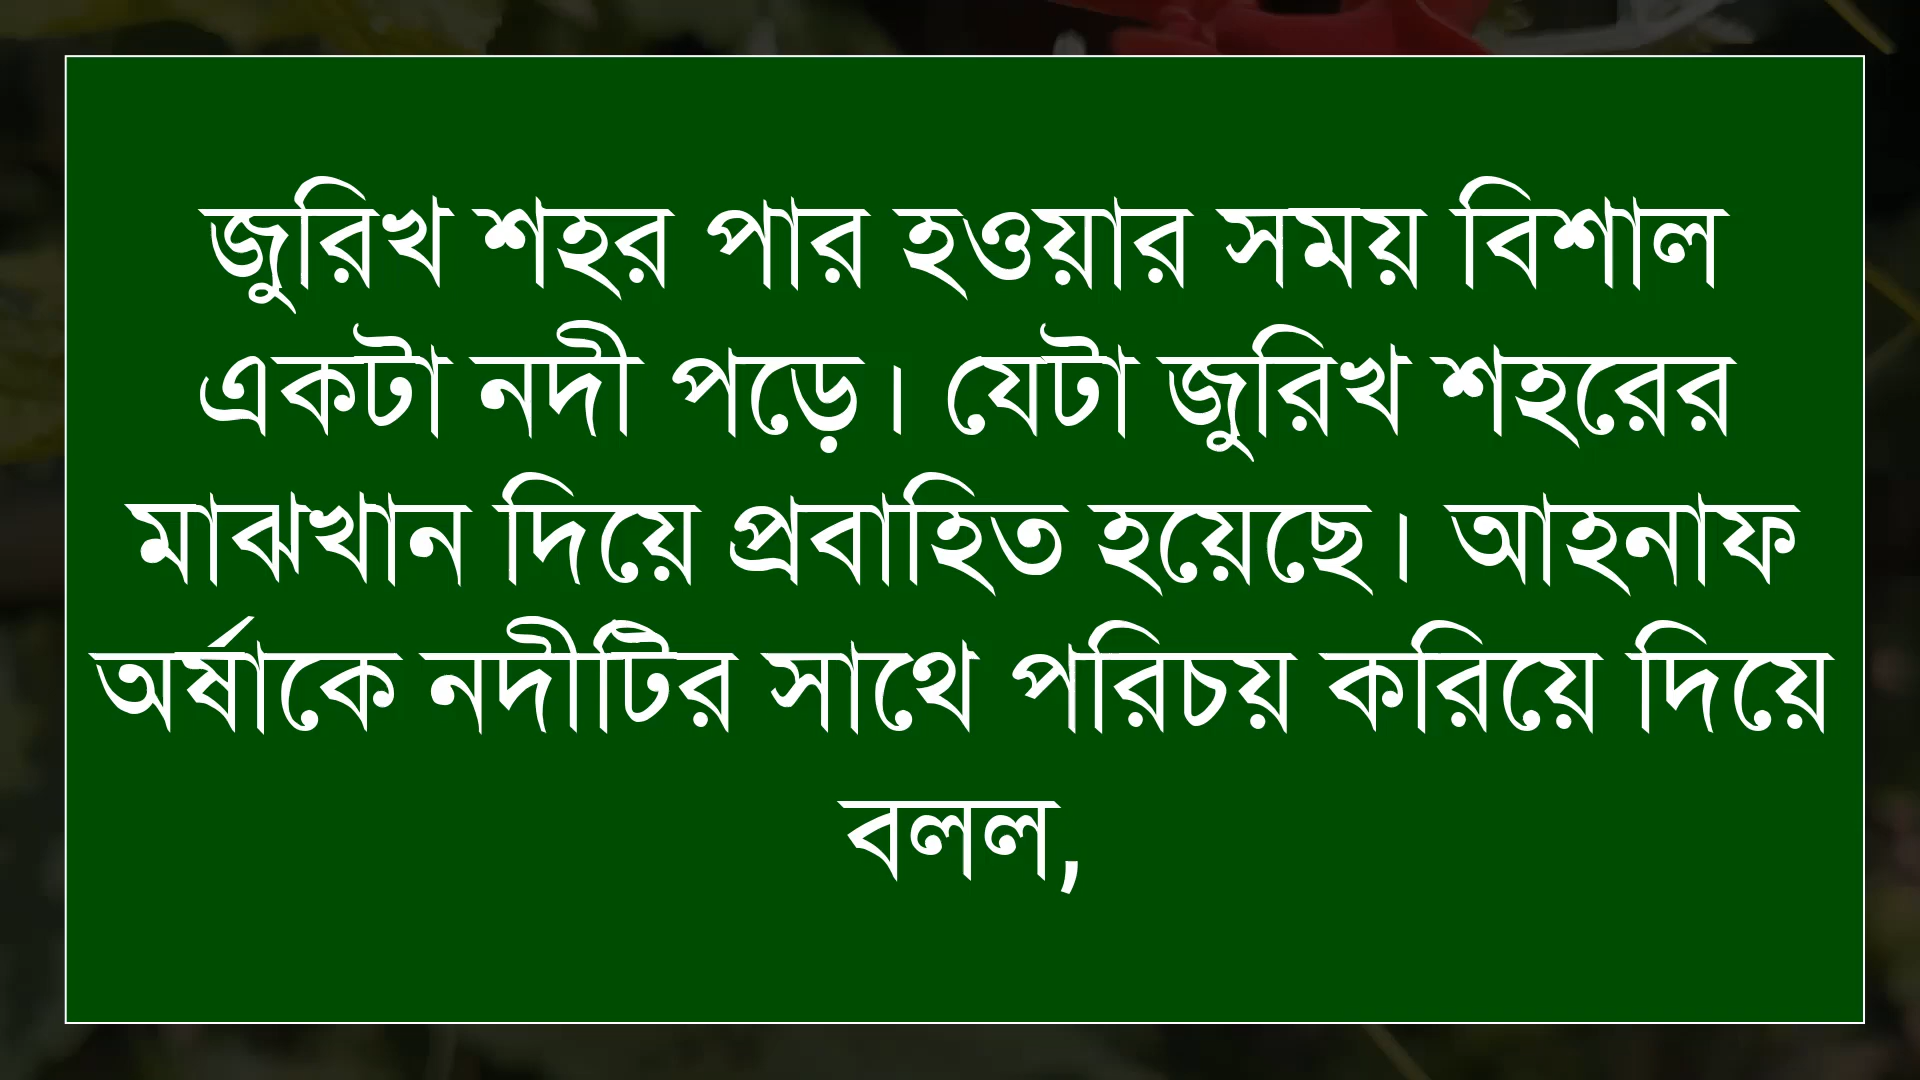 জুরিখ শহর পার হওয়ার সময় বিশাল
একটা নদী পড়ে। যেটা জুরিখ শহরের
মাঝখান দিয়ে প্রবাহিত হয়েছে। আহনাফ
অর্ষাকে নদীটির সাথে পরিচয় করিয়ে দিয়ে
বলল,